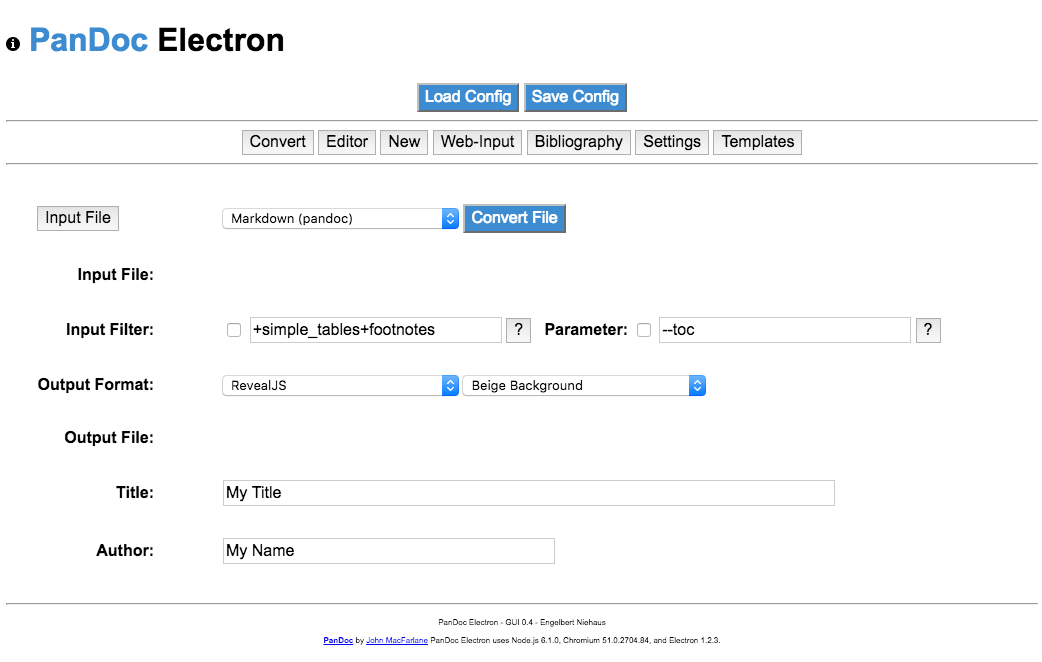 PanDoc Electron
Load Config Save Config
Convert Editor New Web-Input Bibliography Settings Templates
Input File Markdown (pandoc) Convert File
Input File:
Input Filter: +simple_tables+footnotes ? Parameter: --toc ?
Output Format: RevealJS Beige Background
Output File:
Title: My Title
Author: My Name
PanDoc Electron - GUI 0.4 - Engelbert Niehaus
PanDoc by John MacFarlane PanDoc Electron uses Node.js 6.1.0, Chromium 51.0.2704.84, and Electron 1.2.3.